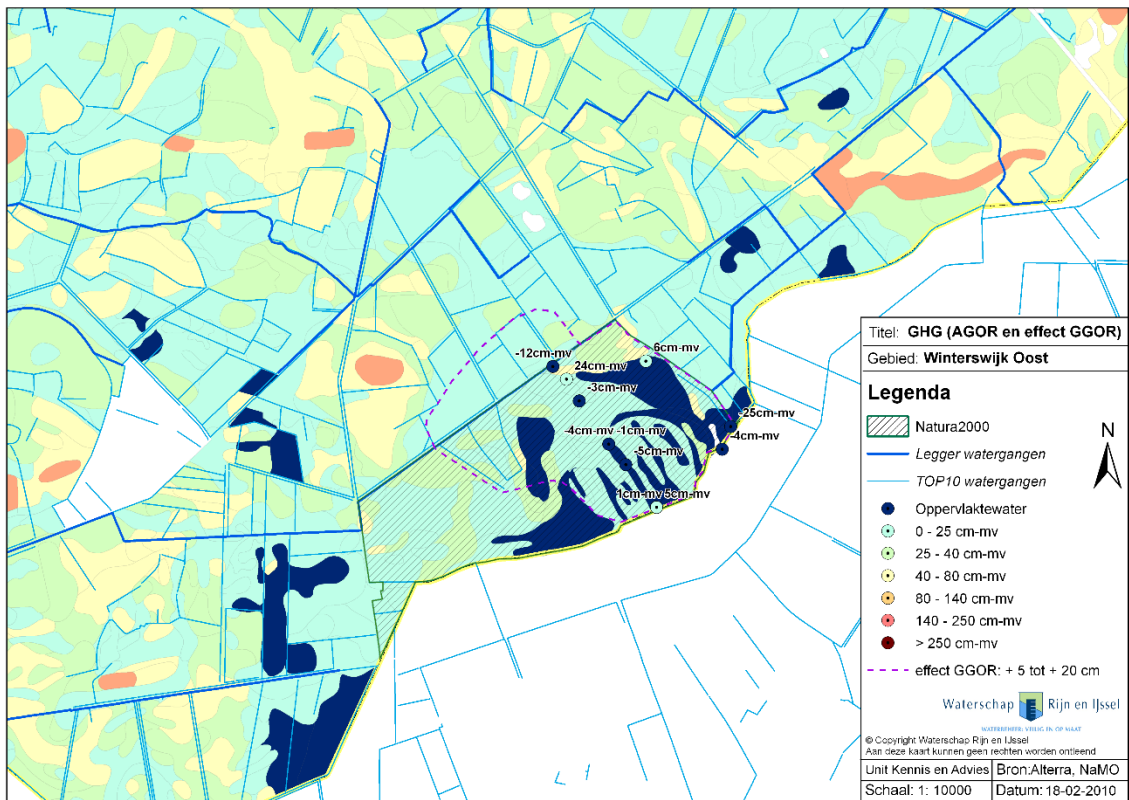 -12cm-mv
6cm-mv
24cm-mv
-3cm-mv
-25cm-mv
-4cm-mv -1cm-mv
-4cm-mv
-5cm-mv
1cm-mv 5cm-mv
Titel: GHG (AGOR en effect GGOR)
Gebied: Winterswijk Oost
Legenda
Natura2000
N
Legger watergangen
TOP10 watergangen
Oppervlaktewater
0 - 25 cm-mv
25 - 40 cm-mv
40 - 80 cm-mv
80 - 140 cm-mv
140 - 250 cm-mv
> 250 cm-mv
effect GGOR: + 5 tot + 20 cm
Waterschap Rijn en IJssel
WATERBEHEER: VEILIG EN OP MAAT
© Copyright Waterschap Rijn en IJssel
Aan deze kaart kunnen geen rechten worden ontleend
Unit Kennis en Advies Bron:Alterra, NaMO
Schaal: 1: 10000 Datum: 18-02-2010